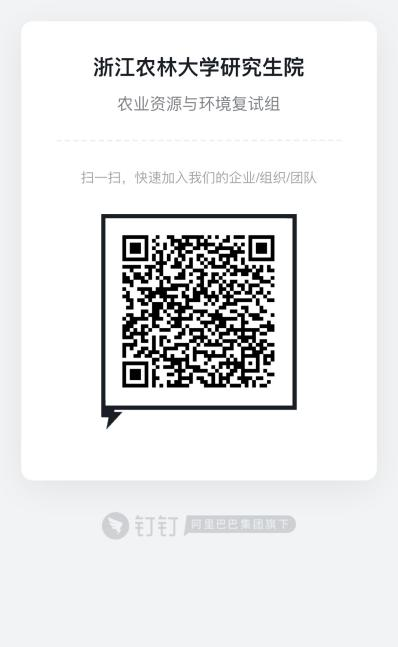 浙江农林大学研究生院
农业资源与环境复试组
扫一扫，快速加入我们的企业/组织/团队
钉钉 阿里巴巴集团旗下